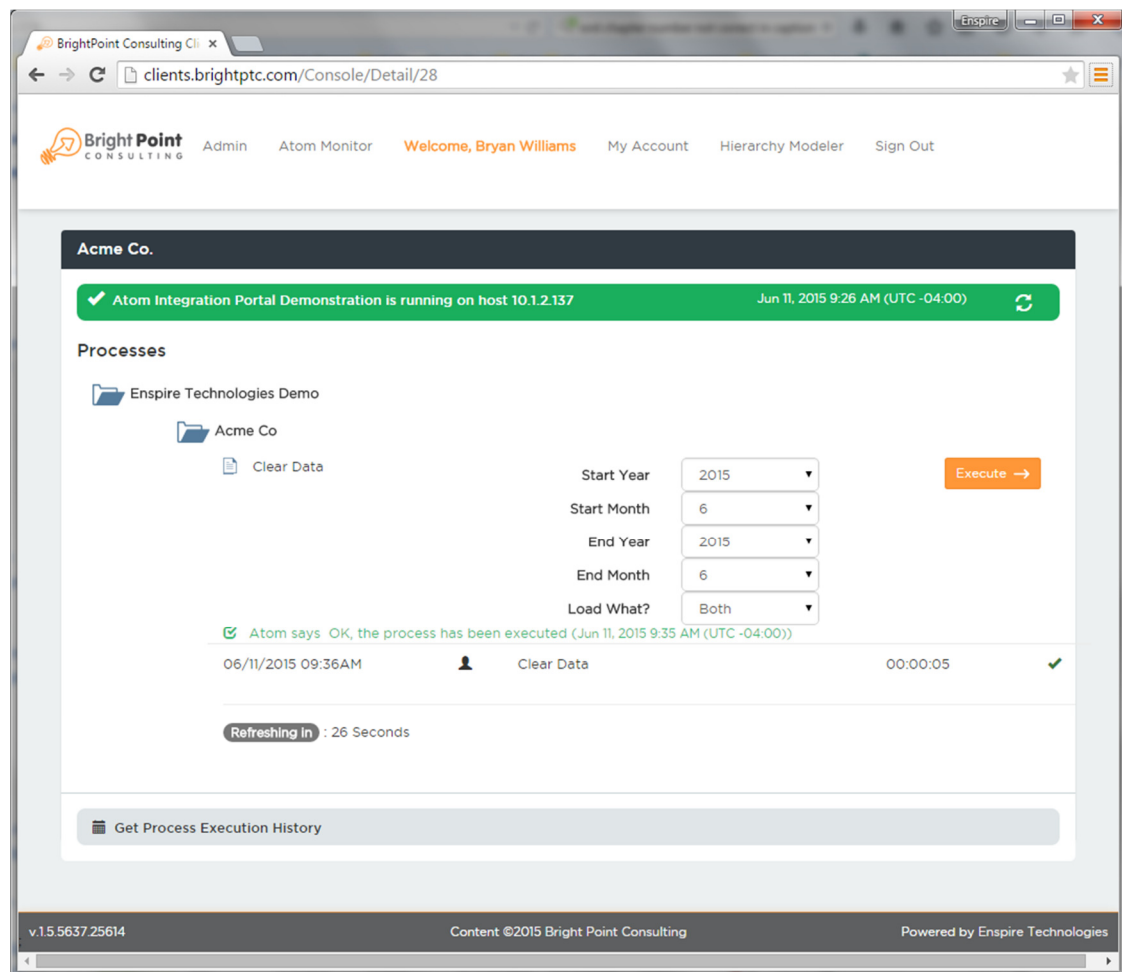 Enspire
BrightPoint Consulting Cli
clients.brightptc.com/Console/Detail/28
Bright Point
CONSULTING
Admin Atom Monitor Welcome, Bryan Williams My Account Hierarchy Modeler Sign Out
Acme Co.
Atom Integration Portal Demonstration is running on host 10.1.2.137 Jun 11, 2015 9:26 AM (UTC -04:00)
Processes
Enspire Technologies Demo
Acme Co
Clear Data
Start Year 2015 Execute →
Start Month 6
End Year 2015
End Month 6
Load What? Both
Atom says OK, the process has been executed (Jun 11, 2015 9:35 AM (UTC -04:00))
06/11/2015 09:36AM Clear Data 00:00:05
Refreshing in : 26 Seconds
Get Process Execution History
v.1.5.5637.25614 Content ©2015 Bright Point Consulting Powered by Enspire Technologies